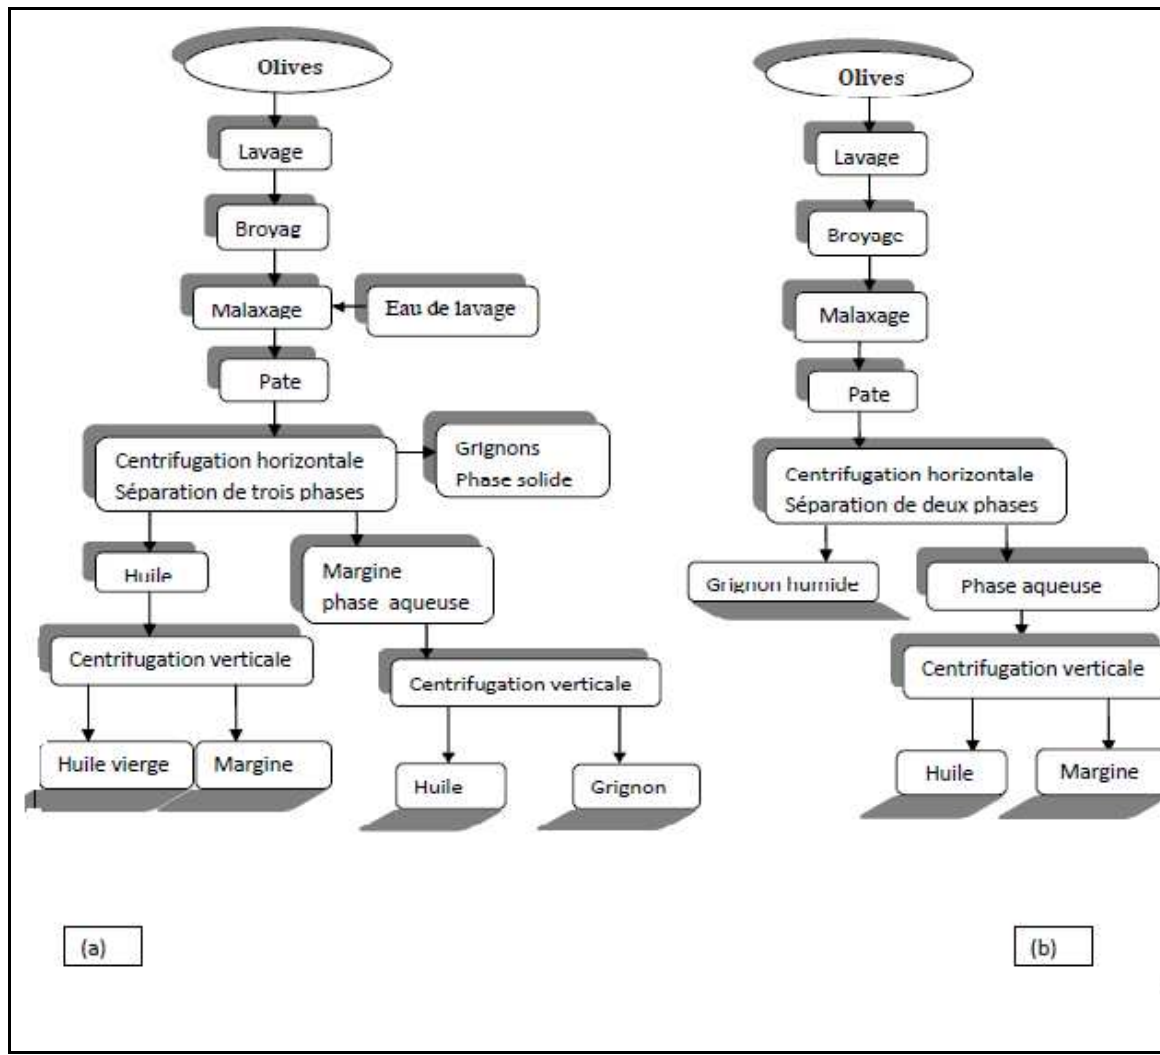 Olives
Lavage
Broyag
Malaxage
Eau de lavage
Pate
Centrifugation horizontale
Séparation de trois phases
Grignons
Phase solide
Huile
Margine
phase aqueuse
Centrifugation verticale
Centrifugation verticale
Huile vierge
Margine
Huile
Grignon
(a)
Olives
Lavage
Broyage
Malaxage
Pate
Centrifugation horizontale
Séparation de deux phases
Grignon humide
Phase aqueuse
Centrifugation verticale
Huile
Margine
(b)